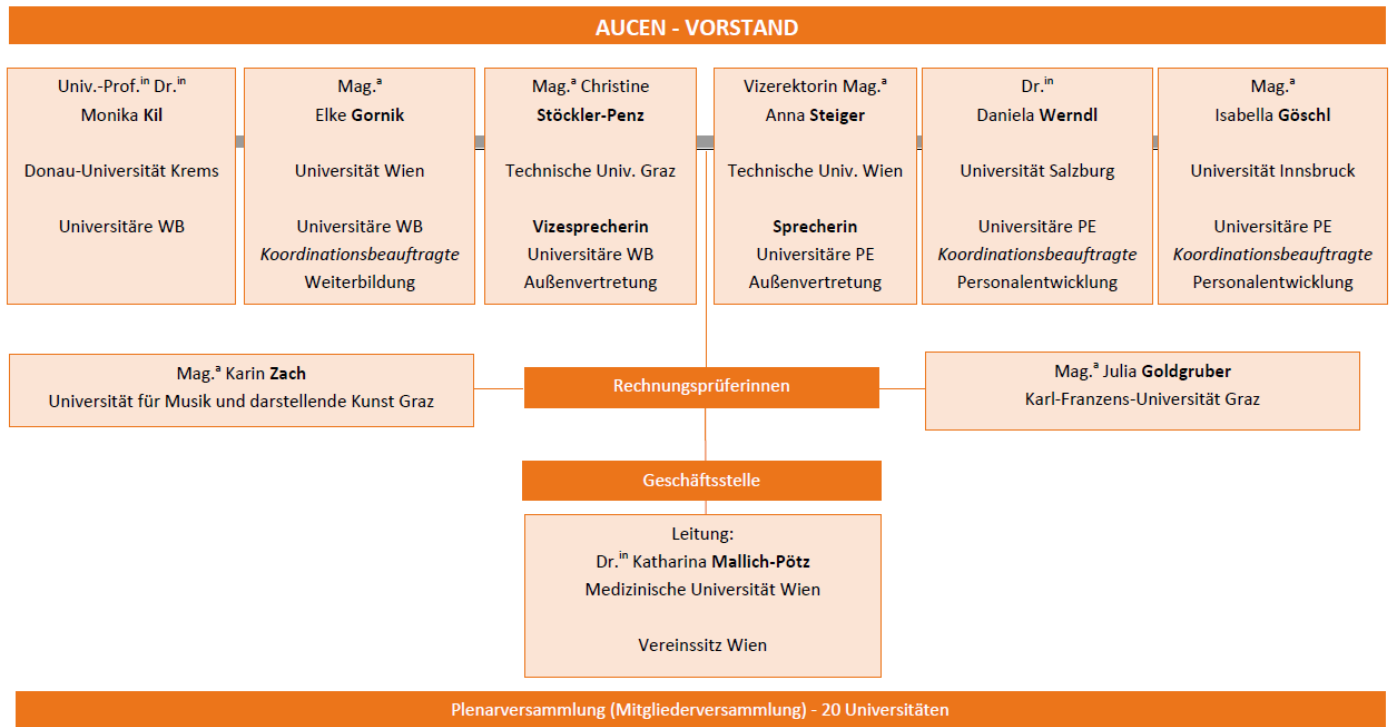 AUCEN - VORSTAND
Univ.-Prof.ⁱⁿ Dr.ⁱⁿ
Monika Kil
Donau-Universität Krems
Universitäre WB
Mag.ª
Elke Gornik
Universität Wien
Universitäre WB
Koordinationsbeauftragte
Weiterbildung
Mag.ª Christine
Stöckler-Penz
Technische Univ. Graz
Vizesprecherin
Universitäre WB
Außenvertretung
Vizerektorin Mag.ª
Anna Steiger
Technische Univ. Wien
Sprecherin
Universitäre PE
Außenvertretung
Dr.ⁱⁿ
Daniela Werndl
Universität Salzburg
Universitäre PE
Koordinationsbeauftragte
Personalentwicklung
Mag.ª
Isabella Göschl
Universität Innsbruck
Universitäre PE
Koordinationsbeauftragte
Personalentwicklung
Mag.ª Karin Zach
Universität für Musik und darstellende Kunst Graz
Rechnungsprüferinnen
Mag.ª Julia Goldgruber
Karl-Franzens-Universität Graz
Geschäftsstelle
Leitung:
Dr.ⁱⁿ Katharina Mallich-Pötz
Medizinische Universität Wien
Vereinssitz Wien
Plenarversammlung (Mitgliederversammlung) - 20 Universitäten